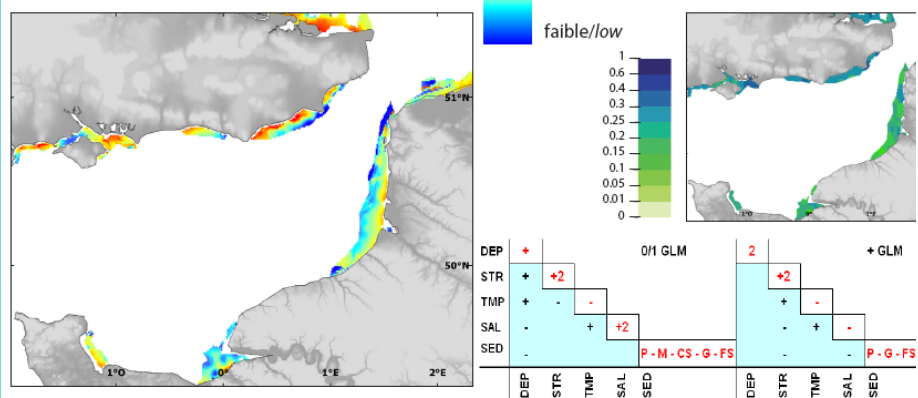 faible/low
1
0.6
0.4
0.3
0.25
0.2
0.15
0.1
0.05
0.01
0
51°N
50°N
1°O
0°
1°E
2°E
1°O
0°
1°E
DEP + 0/1 GLM 2 + GLM
STR + +2 +2
TMP + - - + -
SAL - + +2 - + -
SED - P - M - CS - G - FS - - P - G - FS
DEP STR TMP SAL SED DEP STR TMP SAL SED